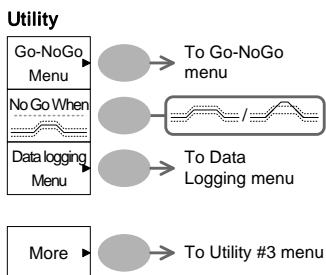 Utility
Go-NoGo
Menu
To Go-NoGo
menu
No Go When
/
Data logging
Menu
To Data
Logging menu
More
To Utility #3 menu